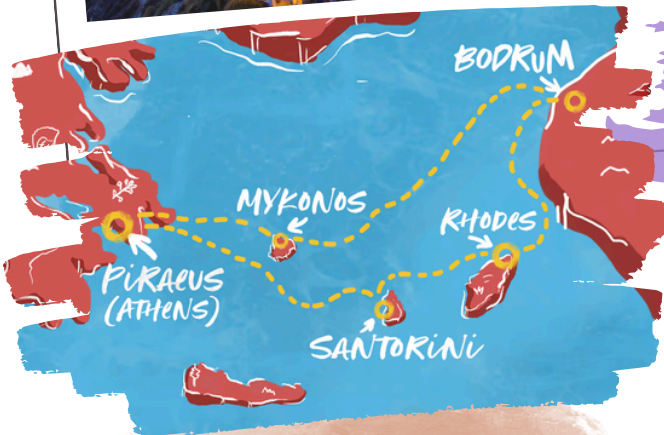 BODRUM
MYKONOS
RHODES
PIRAEUS
(ATHENS)
SANTORINI